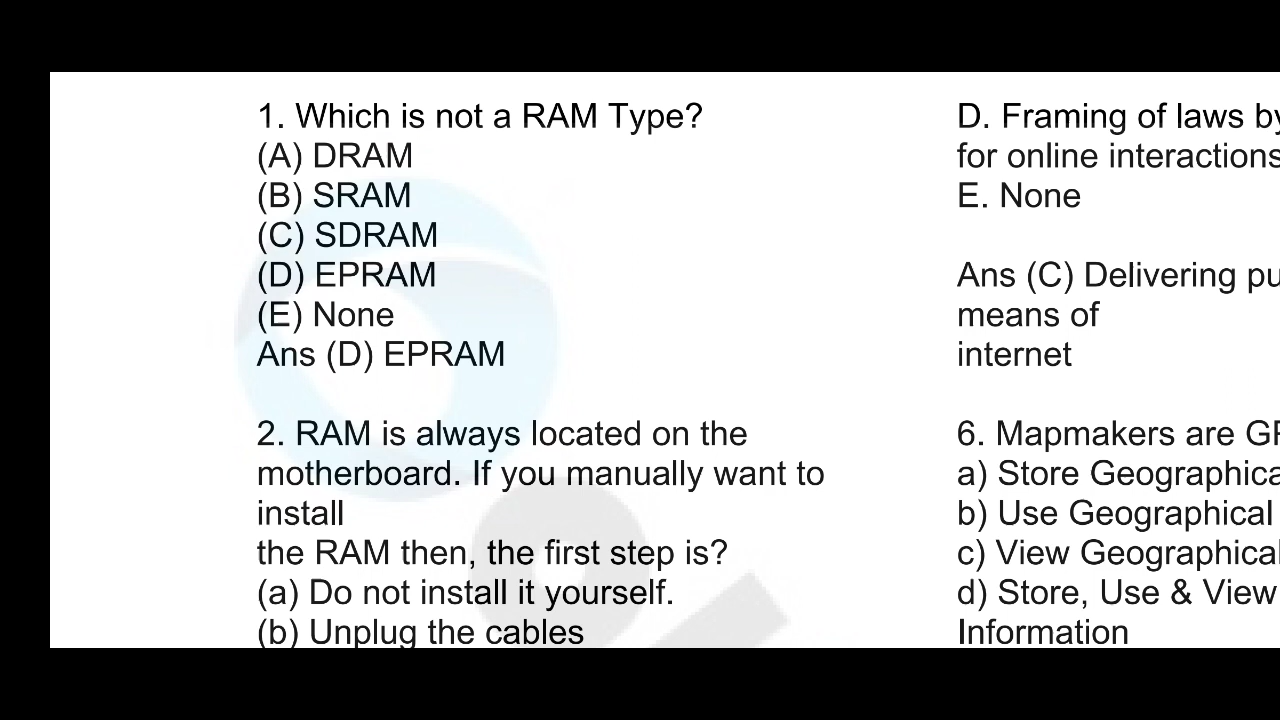 1. Which is not a RAM Type?
(A) DRAM
(B) SRAM
(C) SDRAM
(D) EPRAM
(E) None
Ans (D) EPRAM
2. RAM is always located on the
motherboard. If you manually want to
install
the RAM then, the first step is?
(a) Do not install it yourself.
(b) Unplug the cables
D. Framing of laws by
for online interactions
E. None
Ans (C) Delivering pu
means of
internet
6. Mapmakers are
a) Store Geographica
b) Use Geographical
c) View Geographical
d) Store, Use & View
Information